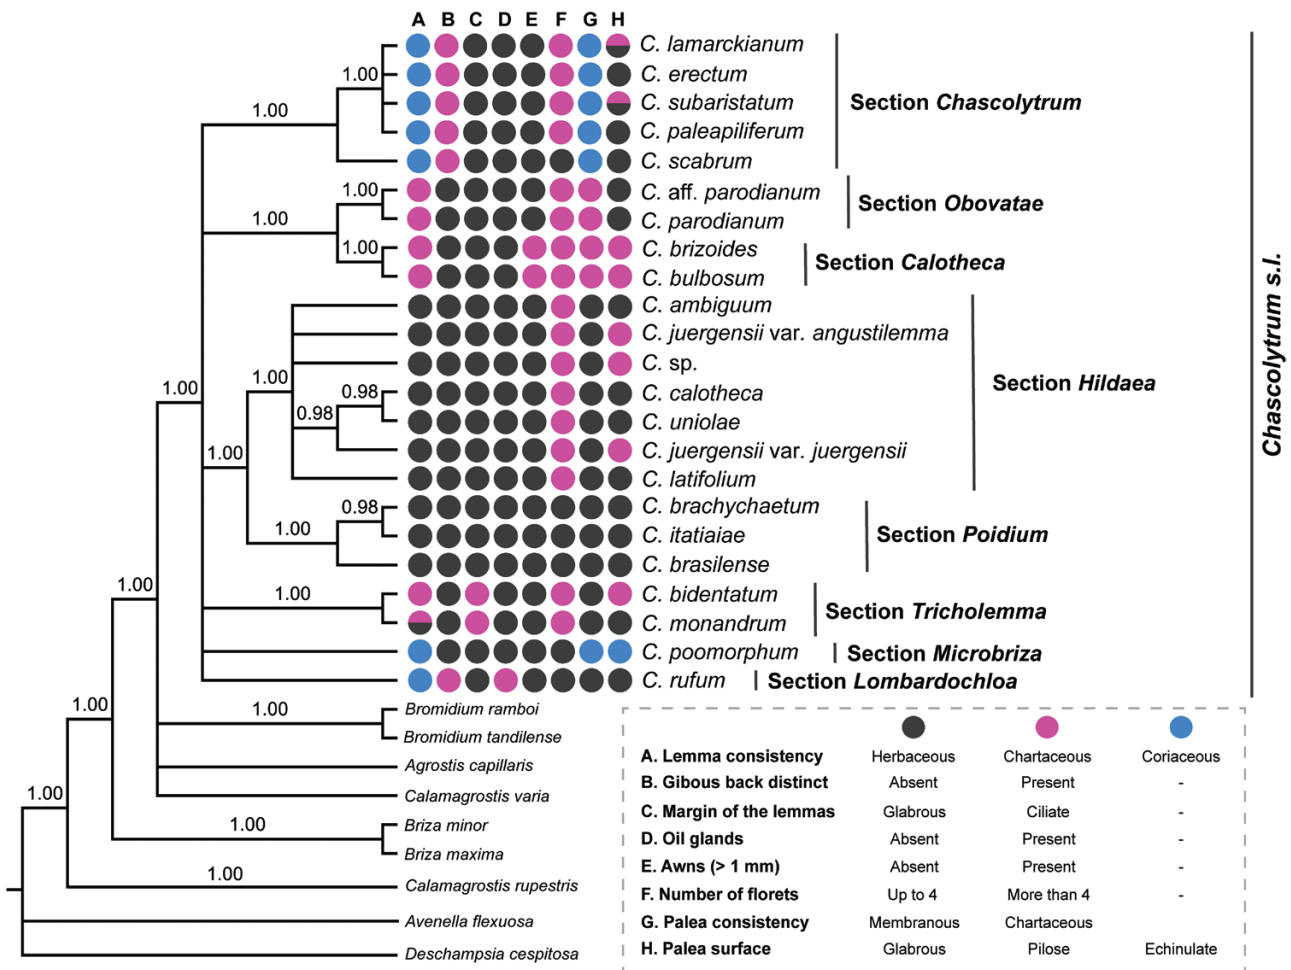 A B C D E F G H
C. lamarckianum
1.00
C. erectum
C. subaristatum
Section Chascolytrum
1.00
C. paleapiliferum
C. scabrum
1.00
C. aff. parodianum
Section Obovatae
1.00
C. parodianum
1.00
C. brizoides
Section Calotheca
C. bulbosum
C. ambiguum
C. juergensii var. angustilemma
C. sp.
1.00
Section Hildaea
1.00
0.98
C. calotheca
0.98
C. uniolae
1.00
C. juergensii var. juergensii
C. latifolium
0.98
C. brachychaetum
1.00
C. itatiaiae
Section Poidium
C. brasilense
1.00
1.00
C. bidentatum
Section Tricholemma
C. monandrum
C. poomorphum
Section Microbriza
C. rufum
Section Lombardochloa
Chascolytrum s.l.
1.00
1.00
Bromidium ramboi
Bromidium tandilense
Agrostis capillaris
1.00
Calamagrostis varia
1.00
Briza minor
Briza maxima
1.00
Calamagrostis rupestris
Avenella flexuosa
Deschampsia cespitosa
A. Lemma consistency Herbaceous Chartaceous Coriaceous
B. Gibous back distinct Absent Present -
C. Margin of the lemmas Glabrous Ciliate -
D. Oil glands Absent Present -
E. Awns (> 1 mm) Absent Present -
F. Number of florets Up to 4 More than 4 -
G. Palea consistency Membranous Chartaceous
H. Palea surface Glabrous Pilose Echinulate